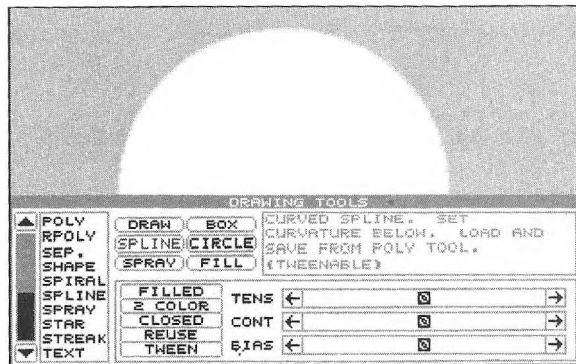 DRAWING TOOLS
POLY
RPOLY
SEP.
SHAPE
SPIRAL
SPLINE
SPRAY
STAR
STREAK
TEXT
DRAW BOX
SPLINE CIRCLE
SPRAY FILL
CURVED SPLINE. SET
CURVATURE BELOW. LOAD AND
SAVE FROM POLY TOOL.
(TWEENABLE)
FILLED
2 COLOR
CLOSED
REUSE
TWEEN
TENS
CONT
BIAS